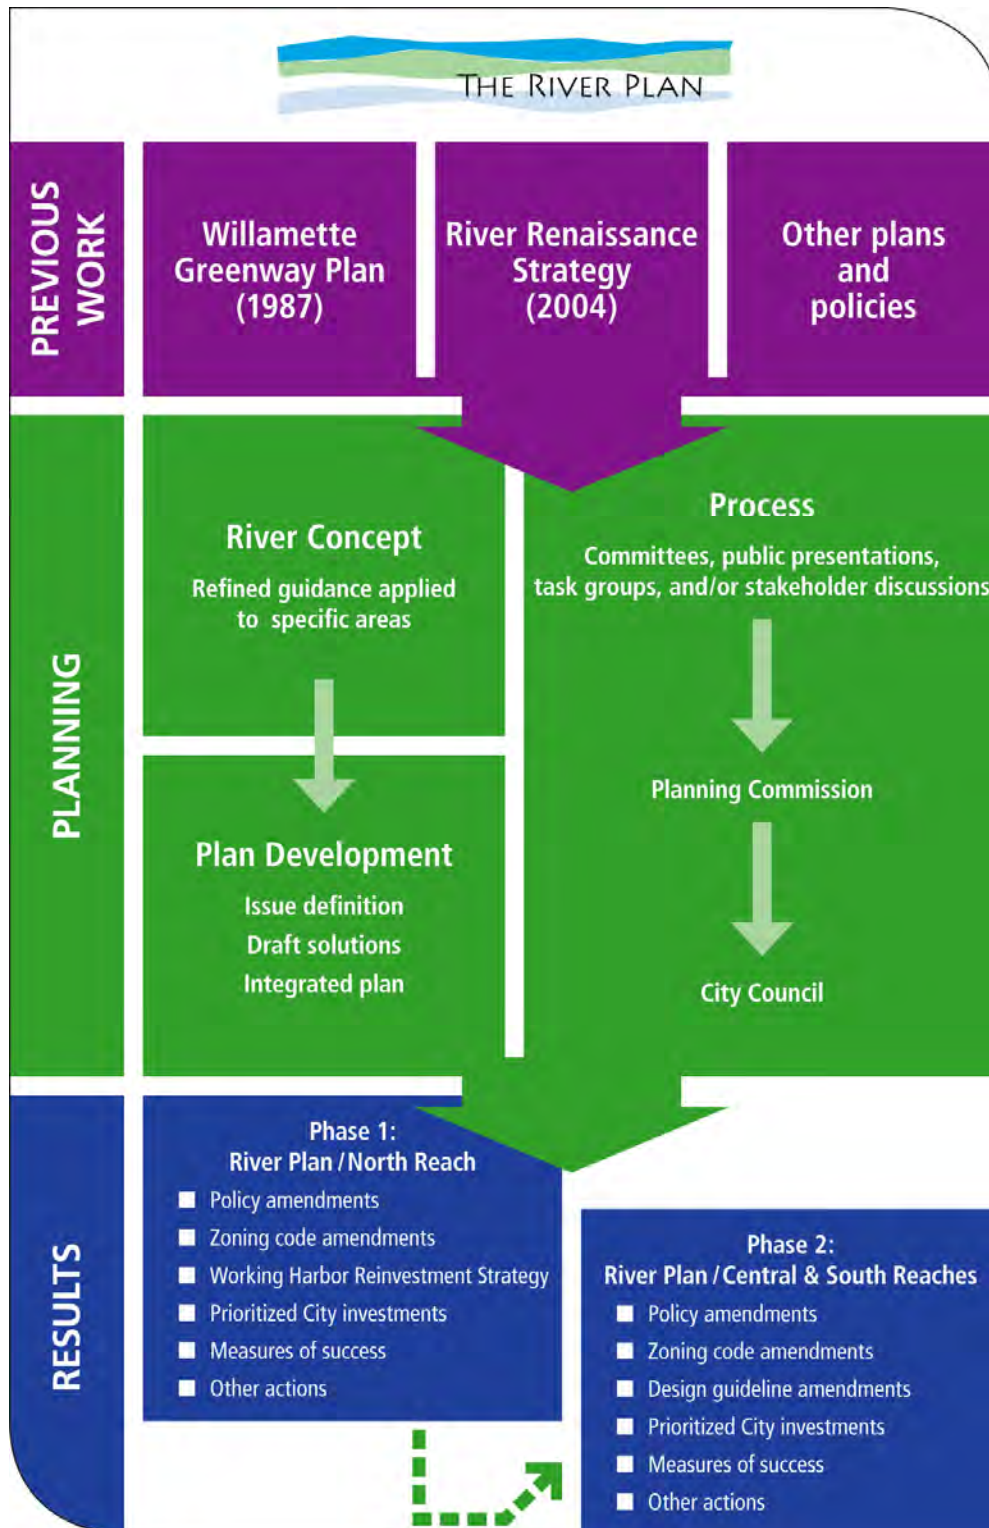 THE RIVER PLAN
PREVIOUS
WORK
Willamette
Greenway Plan
(1987)
River Renaissance
Strategy
(2004)
Other plans
and
policies
PLANNING
River Concept
Refined guidance applied
to specific areas
Plan Development
Issue definition
Draft solutions
Integrated plan
Process
Committees, public presentations,
task groups, and/or stakeholder discussions
Planning Commission
City Council
RESULTS
Phase 1:
River Plan / North Reach
Policy amendments
Zoning code amendments
Working Harbor Reinvestment Strategy
Prioritized City investments
Measures of success
Other actions
Phase 2:
River Plan / Central & South Reaches
Policy amendments
Zoning code amendments
Design guideline amendments
Prioritized City investments
Measures of success
Other actions